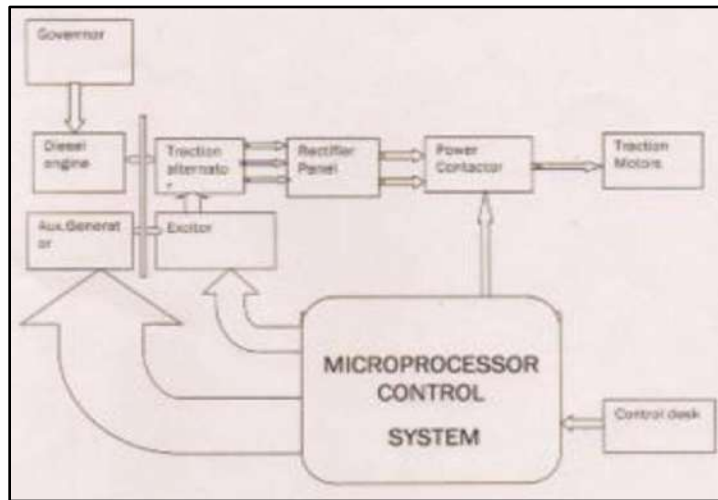 Governor
Diesel
engine
Traction
alternato
r
Rectifier
Panel
Power
Contactor
Traction
Motors
Aux.Generat
or
Excitor
MICROPROCESSOR
CONTROL
SYSTEM
Control desk